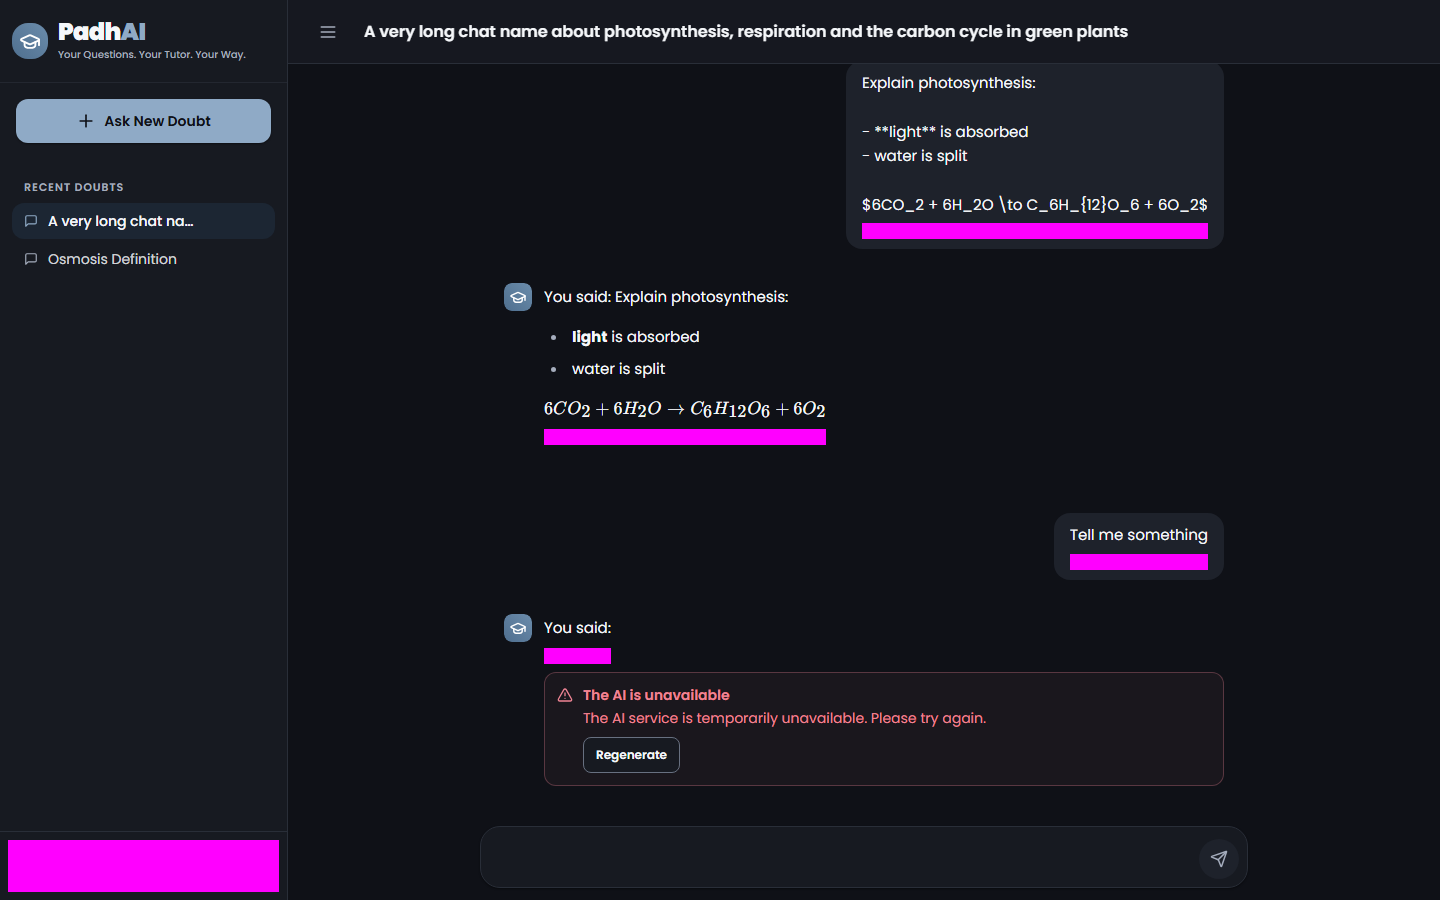 PadhAI
Your Questions. Your Tutor. Your Way.
Ask New Doubt
RECENT DOUBTS
A very long chat na…
Osmosis Definition
A very long chat name about photosynthesis, respiration and the carbon cycle in green plants
Explain photosynthesis:
- **light** is absorbed
- water is split
$6CO_2 + 6H_2O \to C_6H_{12}O_6 + 6O_2$
You said: Explain photosynthesis:
• light is absorbed
• water is split
6CO₂ + 6H₂O → C₆H₁₂O₆ + 6O₂
Tell me something
You said:
The AI is unavailable
The AI service is temporarily unavailable. Please try again.
Regenerate